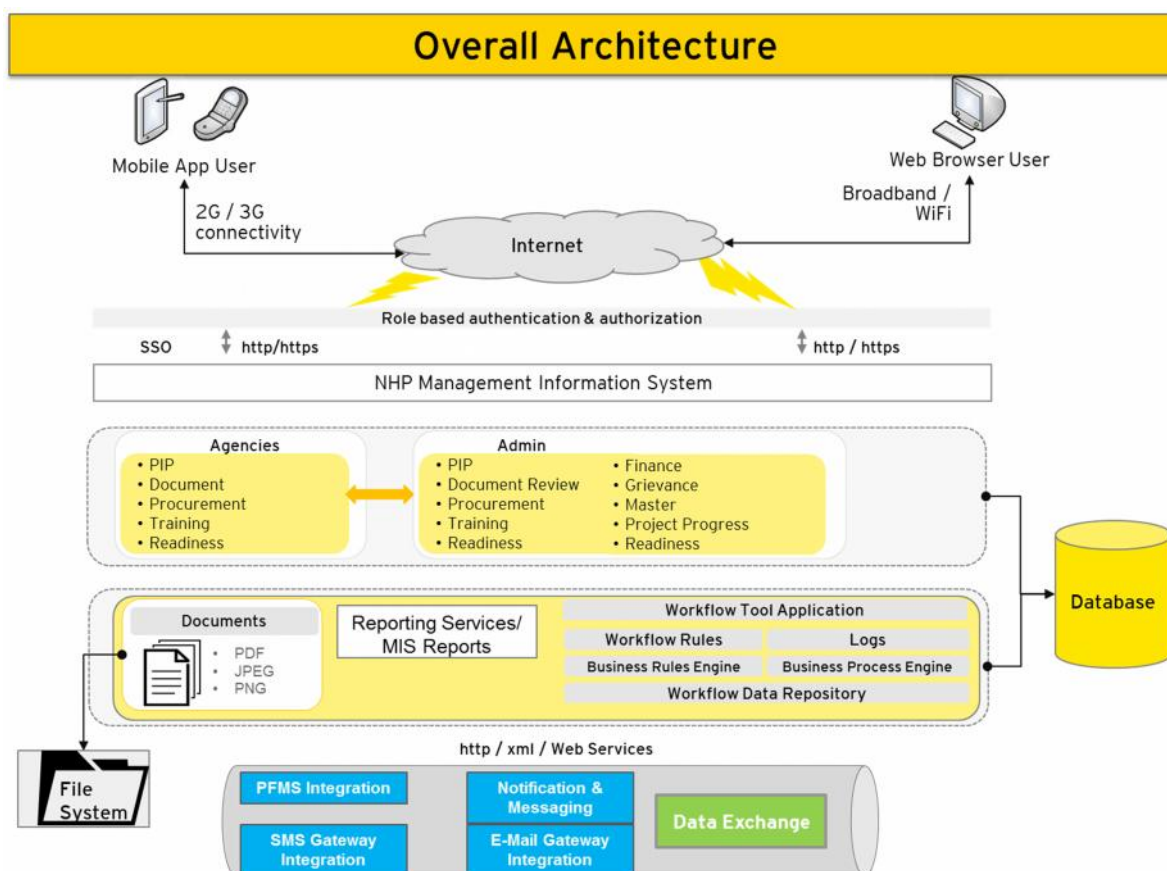 Overall Architecture
Mobile App User
Web Browser User
2G / 3G
connectivity
Broadband /
WiFi
Internet
Role based authentication & authorization
SSO
http/https
http / https
NHP Management Information System
Agencies
• PIP
• Document
• Procurement
• Training
• Readiness
Admin
• PIP
• Document Review
• Procurement
• Training
• Readiness
• Finance
• Grievance
• Master
• Project Progress
• Readiness
Database
Documents
• PDF
• JPEG
• PNG
Reporting Services/
MIS Reports
Workflow Tool Application
Workflow Rules
Logs
Business Rules Engine
Business Process Engine
Workflow Data Repository
File
System
http / xml / Web Services
PFMS Integration
Notification &
Messaging
SMS Gateway
Integration
E-Mail Gateway
Integration
Data Exchange